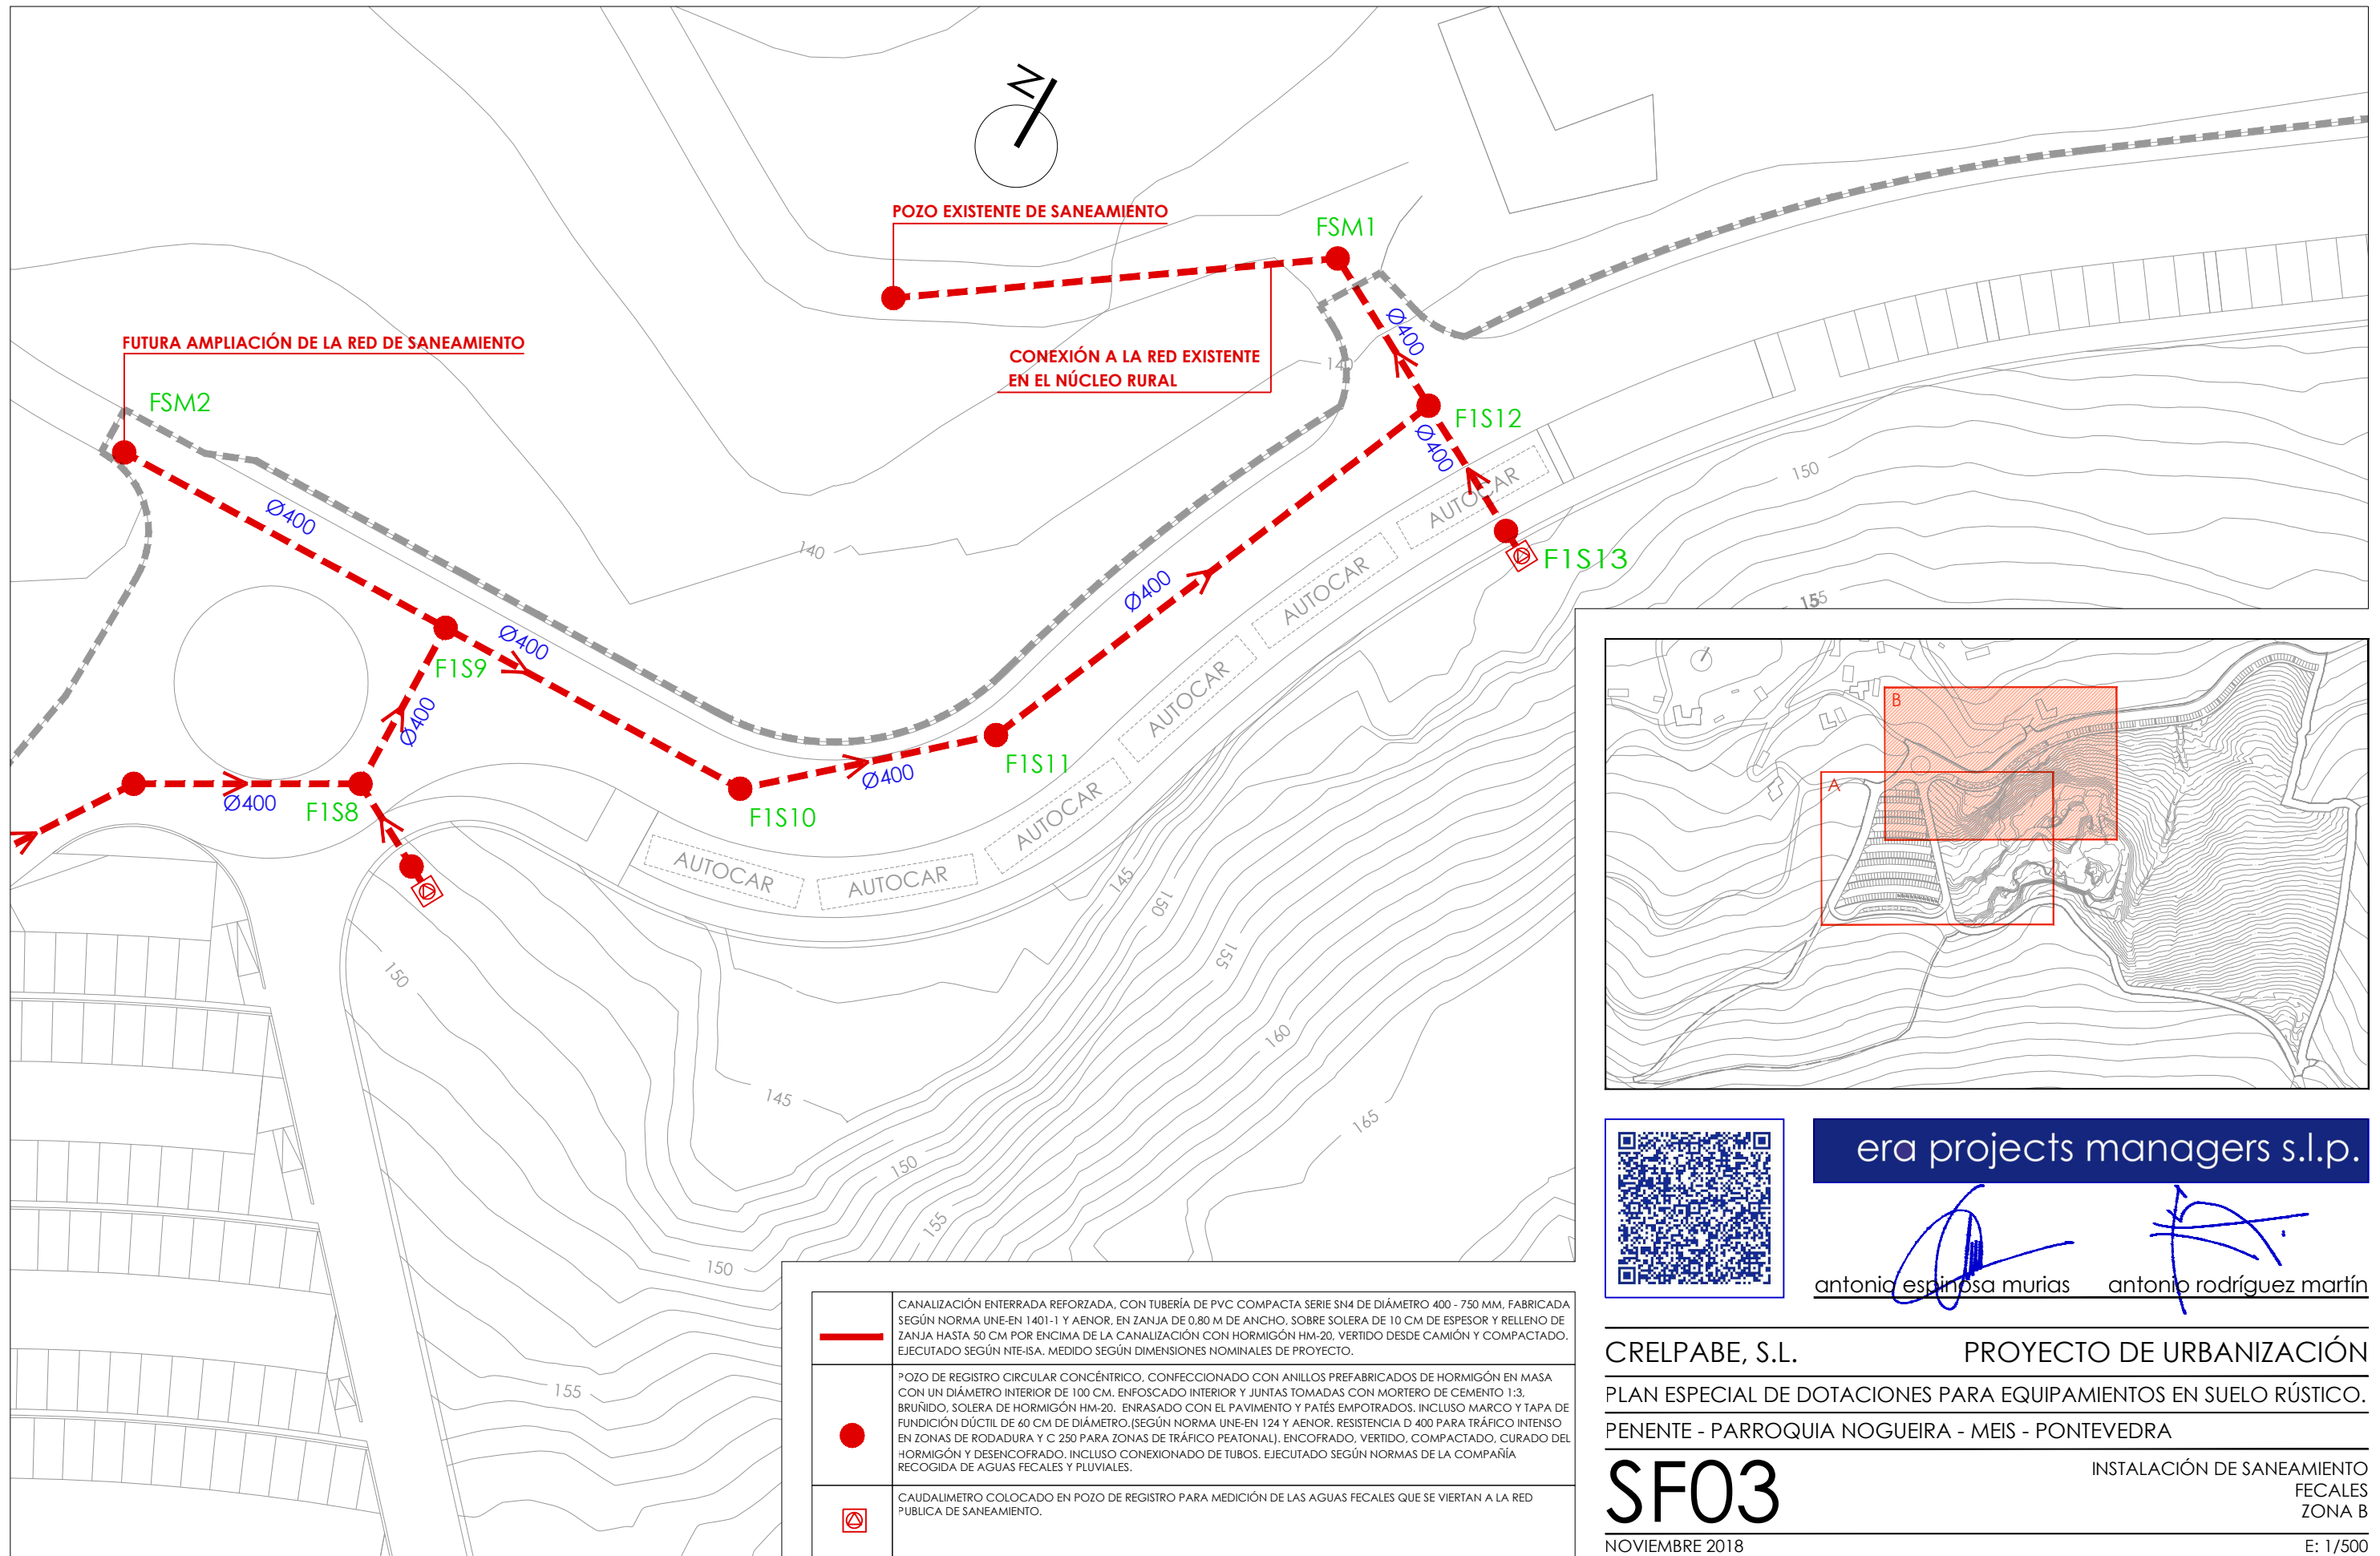 N
POZO EXISTENTE DE SANEAMIENTO
FSM1
FUTURA AMPLIACIÓN DE LA RED DE SANEAMIENTO
Ø400
CONEXIÓN A LA RED EXISTENTE
EN EL NÚCLEO RURAL
140
FSM2
F1S12
Ø400
AUTOCAR
150
Ø400
140
F1S13
AUTOCAR
Ø400
155
Ø400
F1S9
AUTOCAR
Ø400
F1S11
Ø400
Ø400
F1S8
F1S10
AUTOCAR
AUTOCAR
AUTOCAR
145
150
155
150
160
145
165
150
155
150
155
B
A
CANALIZACIÓN ENTERRADA REFORZADA, CON TUBERÍA DE PVC COMPACTA SERIE SN4 DE DIÁMETRO 400 - 750 MM, FABRICADA
SEGÚN NORMA UNE-EN 1401-1 Y AENOR, EN ZANJA DE 0,80 M DE ANCHO, SOBRE SOLERA DE 10 CM DE ESPESOR Y RELLENO DE
ZANJA HASTA 50 CM POR ENCIMA DE LA CANALIZACIÓN CON HORMIGÓN HM-20, VERTIDO DESDE CAMIÓN Y COMPACTADO.
EJECUTADO SEGÚN NTE-ISA. MEDIDO SEGÚN DIMENSIONES NOMINALES DE PROYECTO.
POZO DE REGISTRO CIRCULAR CONCÉNTRICO, CONFECCIONADO CON ANILLOS PREFABRICADOS DE HORMIGÓN EN MASA
CON UN DIÁMETRO INTERIOR DE 100 CM. ENFOSCADO INTERIOR Y JUNTAS TOMADAS CON MORTERO DE CEMENTO 1:3,
BRUÑIDO, SOLERA DE HORMIGÓN HM-20. ENRASADO CON EL PAVIMENTO Y PATÉS EMPOTRADOS. INCLUSO MARCO Y TAPA DE
FUNDICIÓN DÚCTIL DE 60 CM DE DIÁMETRO.(SEGÚN NORMA UNE-EN 124 Y AENOR. RESISTENCIA D 400 PARA TRÁFICO INTENSO
EN ZONAS DE RODADURA Y C 250 PARA ZONAS DE TRÁFICO PEATONAL). ENCOFRADO, VERTIDO, COMPACTADO, CURADO DEL
HORMIGÓN Y DESENCOFRADO. INCLUSO CONEXIONADO DE TUBOS. EJECUTADO SEGÚN NORMAS DE LA COMPAÑÍA
RECOGIDA DE AGUAS FECALES Y PLUVIALES.
CAUDALIMETRO COLOCADO EN POZO DE REGISTRO PARA MEDICIÓN DE LAS AGUAS FECALES QUE SE VIERTAN A LA RED
PUBLICA DE SANEAMIENTO.
era projects managers s.l.p.
antonio espinosa murias antonio rodríguez martín
CRELPABE, S.L. PROYECTO DE URBANIZACIÓN
PLAN ESPECIAL DE DOTACIONES PARA EQUIPAMIENTOS EN SUELO RÚSTICO.
PENENTE - PARROQUIA NOGUEIRA - MEIS - PONTEVEDRA
SF03
INSTALACIÓN DE SANEAMIENTO
FECALES
ZONA B
NOVIEMBRE 2018 E: 1/500